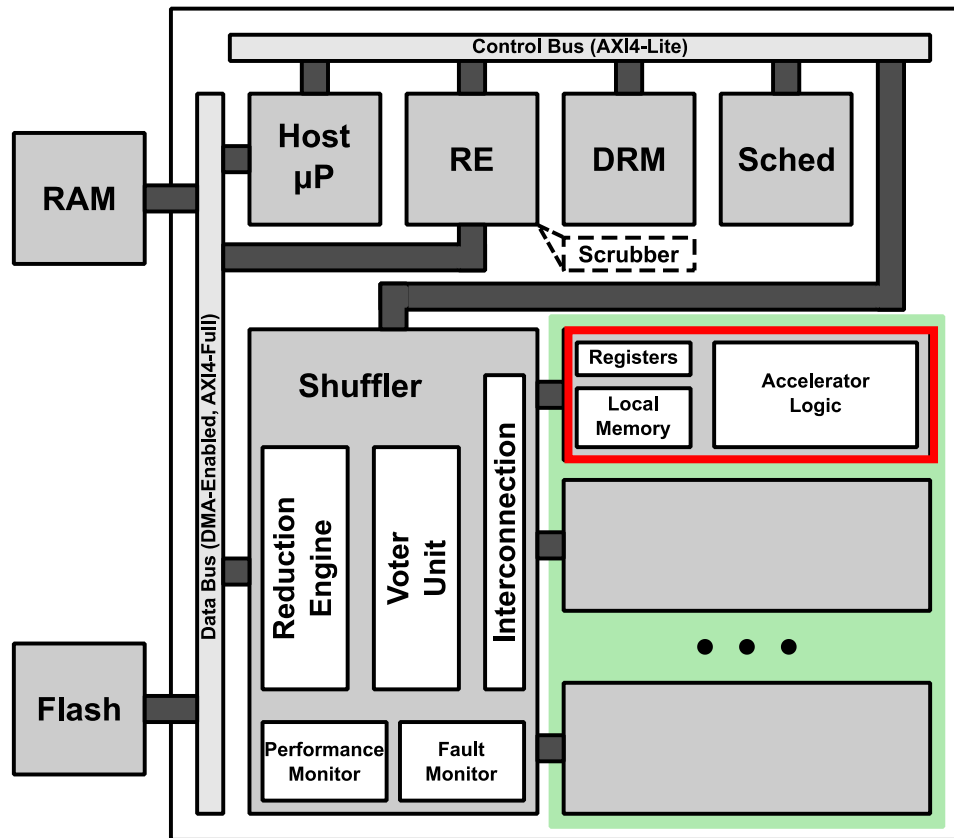 Control Bus (AXI4-Lite)
Host
µP
RE
DRM
Sched
RAM
Scrubber
Data Bus (DMA-Enabled, AXI4-Full)
Shuffler
Registers
Local
Memory
Accelerator
Logic
Reduction
Engine
Voter
Unit
Interconnection
Flash
Performance
Monitor
Fault
Monitor